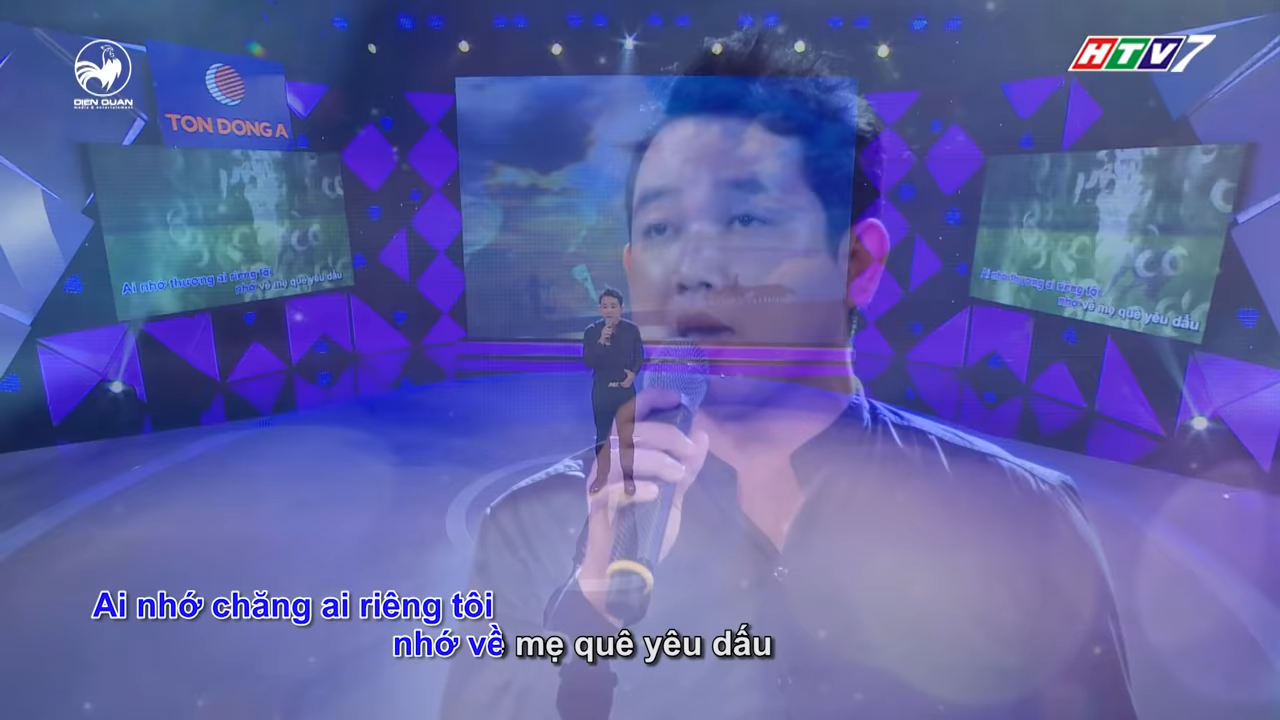 DIEN QUAN
media & entertainment
TON DONG A
HTV7
Ai nhớ thương ai riêng tôi
nhớ về mẹ quê yêu dấu
Ai nhớ thương ai riêng tôi
nhớ về mẹ quê yêu dấu
Ai nhớ chăng ai riêng tôi
nhớ về mẹ quê yêu dấu